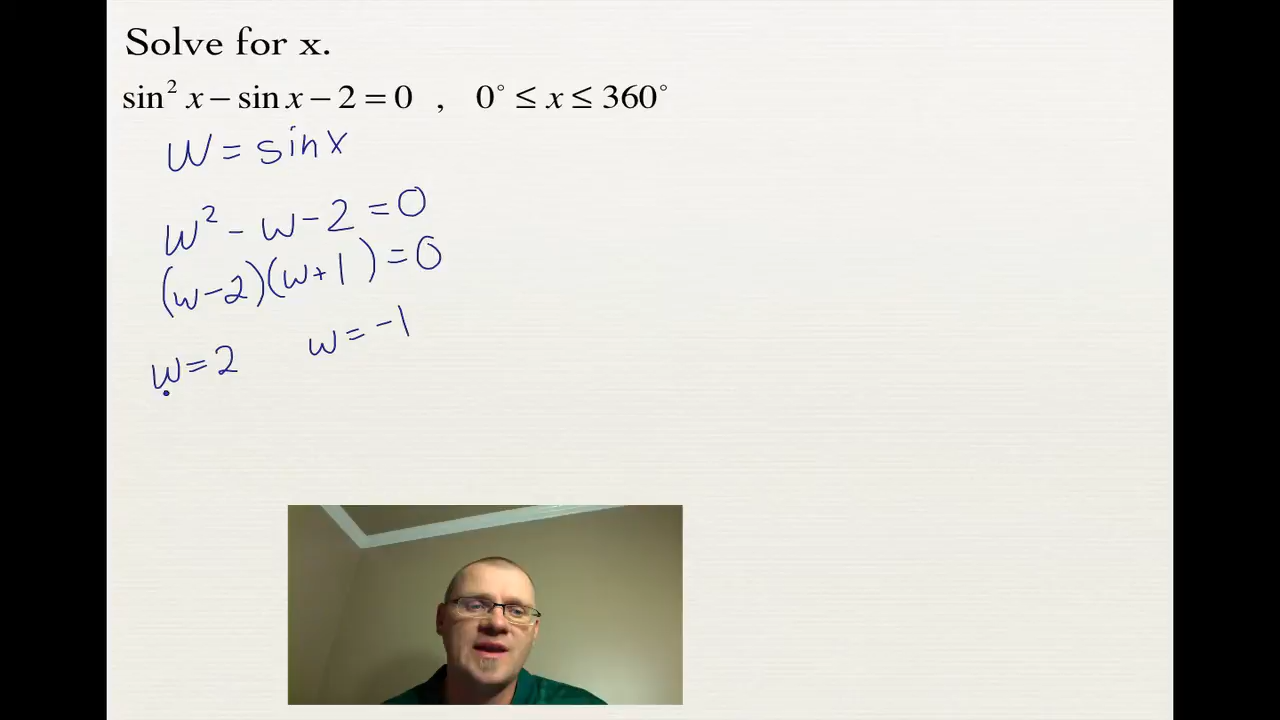 Solve for x.
sin² x − sin x − 2 = 0 , 0° ≤ x ≤ 360°
W = sin x
W² − w − 2 = 0
(w − 2)(w + 1) = 0
w = 2 w = −1